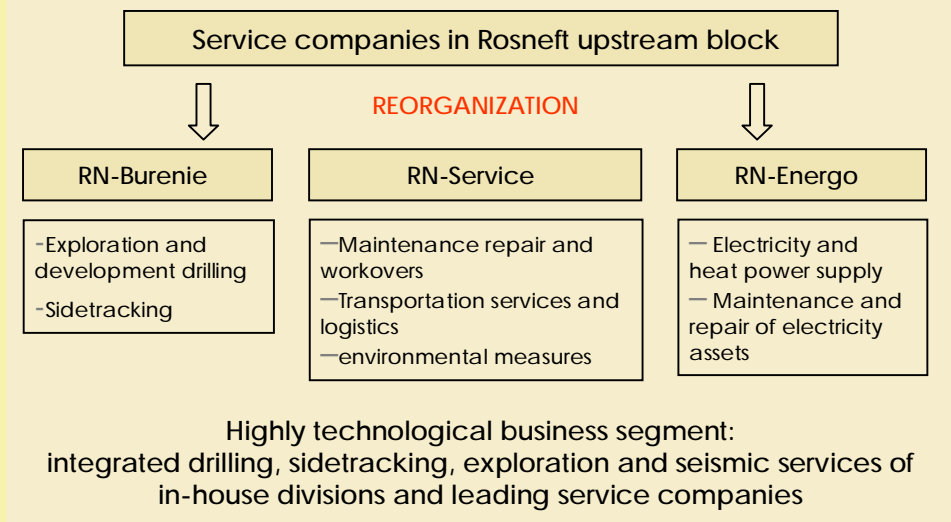 Service companies in Rosneft upstream block
REORGANIZATION
RN-Burenie
-Exploration and
development drilling
-Sidetracking
RN-Service
—Maintenance repair and
workovers
—Transportation services and
logistics
—environmental measures
RN-Energo
— Electricity and
heat power supply
— Maintenance and
repair of electricity
assets
Highly technological business segment:
integrated drilling, sidetracking, exploration and seismic services of
in-house divisions and leading service companies